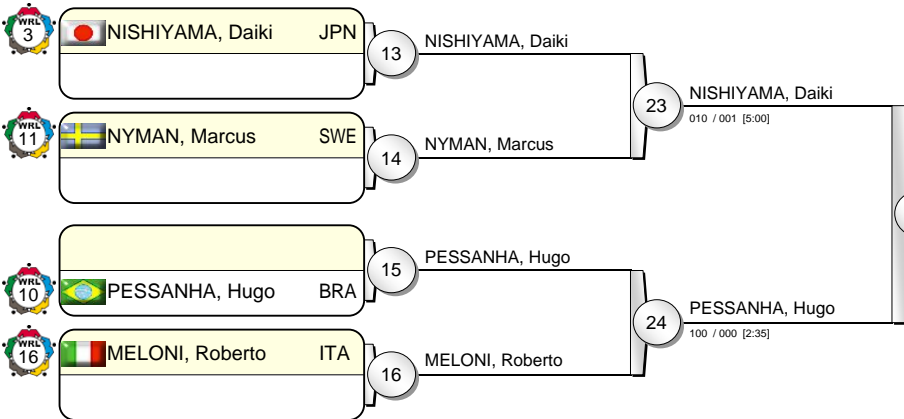 WRL
3
NISHIYAMA, Daiki JPN
13
NISHIYAMA, Daiki
WRL
11
NYMAN, Marcus SWE
14
NYMAN, Marcus
23
NISHIYAMA, Daiki
010 / 001 [5:00]
WRL
10
PESSANHA, Hugo BRA
15
PESSANHA, Hugo
WRL
16
MELONI, Roberto ITA
16
MELONI, Roberto
24
PESSANHA, Hugo
100 / 000 [2:35]